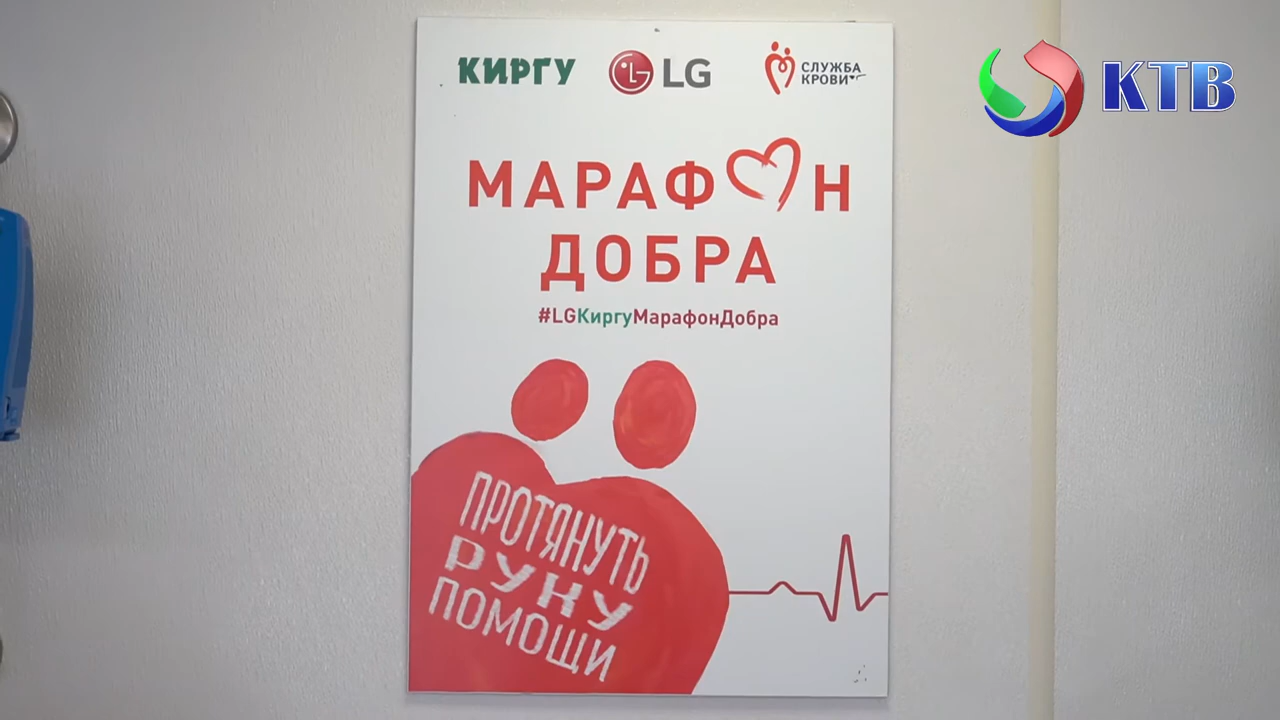 КИРГУ
LG
СЛУЖБА
КРОВИ
КТВ
МАРАФОН
ДОБРА
#LGКиргуМарафонДобра
ПРОТЯНУТЬ
РУКУ
ПОМОЩИ